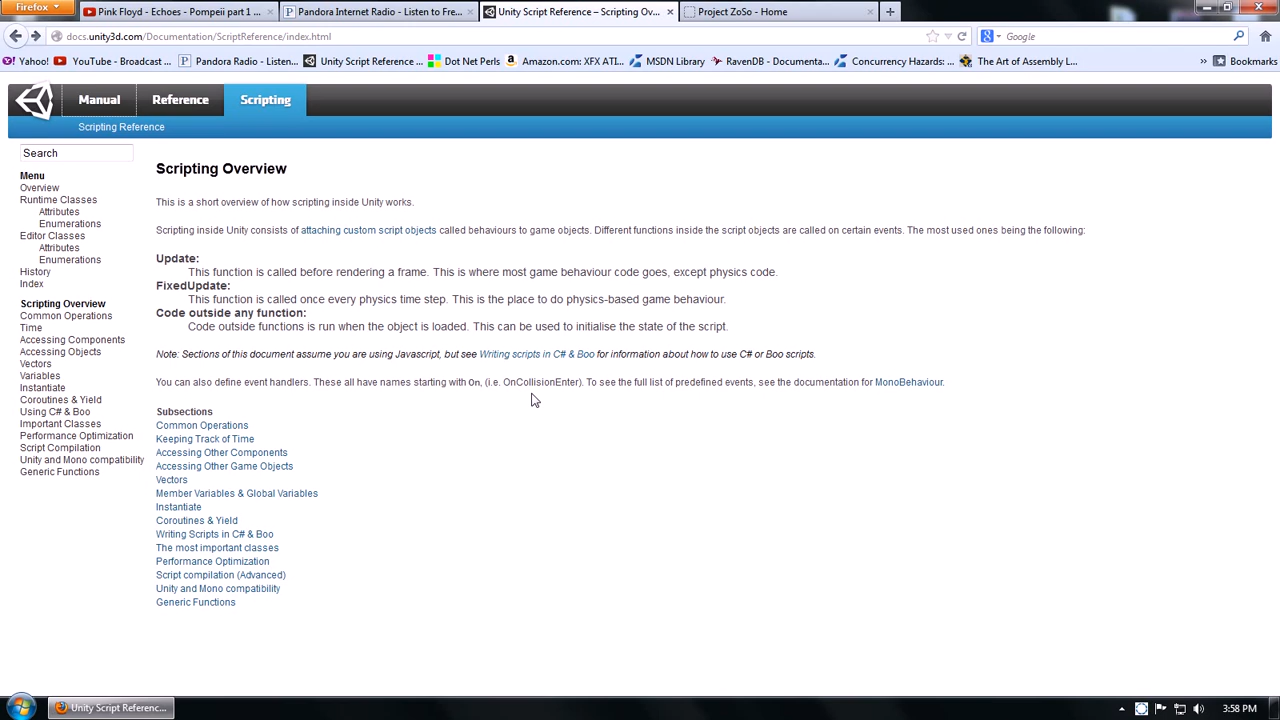 Firefox
Pink Floyd - Echoes - Pompeii part 1 ...
Pandora Internet Radio - Listen to Fre...
Unity Script Reference – Scripting Ov...
Project ZoSo - Home
docs.unity3d.com/Documentation/ScriptReference/index.html
Google
Yahoo!
YouTube - Broadcast ...
Pandora Radio - Listen...
Unity Script Reference ...
Dot Net Perls
Amazon.com: XFX ATI...
MSDN Library
RavenDB - Documenta...
Concurrency Hazards: ...
The Art of Assembly L...
Bookmarks
Manual
Reference
Scripting
Scripting Reference
Search
Menu
Overview
Runtime Classes
Attributes
Enumerations
Editor Classes
Attributes
Enumerations
History
Index
Scripting Overview
Common Operations
Time
Accessing Components
Accessing Objects
Vectors
Variables
Instantiate
Coroutines & Yield
Using C# & Boo
Important Classes
Performance Optimization
Script Compilation
Unity and Mono compatibility
Generic Functions
Scripting Overview
This is a short overview of how scripting inside Unity works.
Scripting inside Unity consists of attaching custom script objects called behaviours to game objects. Different functions inside the script objects are called on certain events. The most used ones being the following:
Update:
This function is called before rendering a frame. This is where most game behaviour code goes, except physics code.
FixedUpdate:
This function is called once every physics time step. This is the place to do physics-based game behaviour.
Code outside any function:
Code outside functions is run when the object is loaded. This can be used to initialise the state of the script.
Note: Sections of this document assume you are using Javascript, but see Writing scripts in C# & Boo for information about how to use C# or Boo scripts.
You can also define event handlers. These all have names starting with On, (i.e. OnCollisionEnter). To see the full list of predefined events, see the documentation for MonoBehaviour.
Subsections
Common Operations
Keeping Track of Time
Accessing Other Components
Accessing Other Game Objects
Vectors
Member Variables & Global Variables
Instantiate
Coroutines & Yield
Writing Scripts in C# & Boo
The most important classes
Performance Optimization
Script compilation (Advanced)
Unity and Mono compatibility
Generic Functions
Unity Script Referenc...
3:58 PM